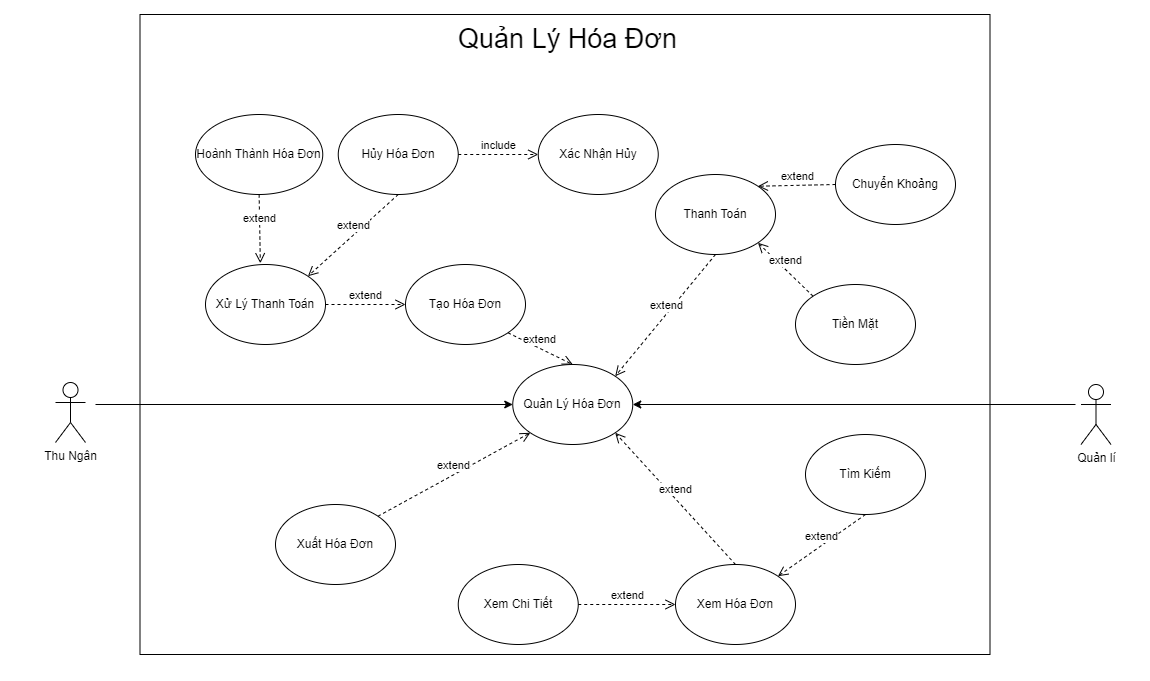 Quản Lý Hóa Đơn
Hoành Thành Hóa Đơn
Hủy Hóa Đơn
include
Xác Nhận Hủy
extend
Chuyển Khoảng
Thanh Toán
extend
extend
extend
Xử Lý Thanh Toán
extend
Tạo Hóa Đơn
extend
Tiền Mặt
extend
extend
Quản Lý Hóa Đơn
Thu Ngân
Quản lí
extend
Tìm Kiếm
extend
Xuất Hóa Đơn
extend
Xem Chi Tiết
extend
Xem Hóa Đơn